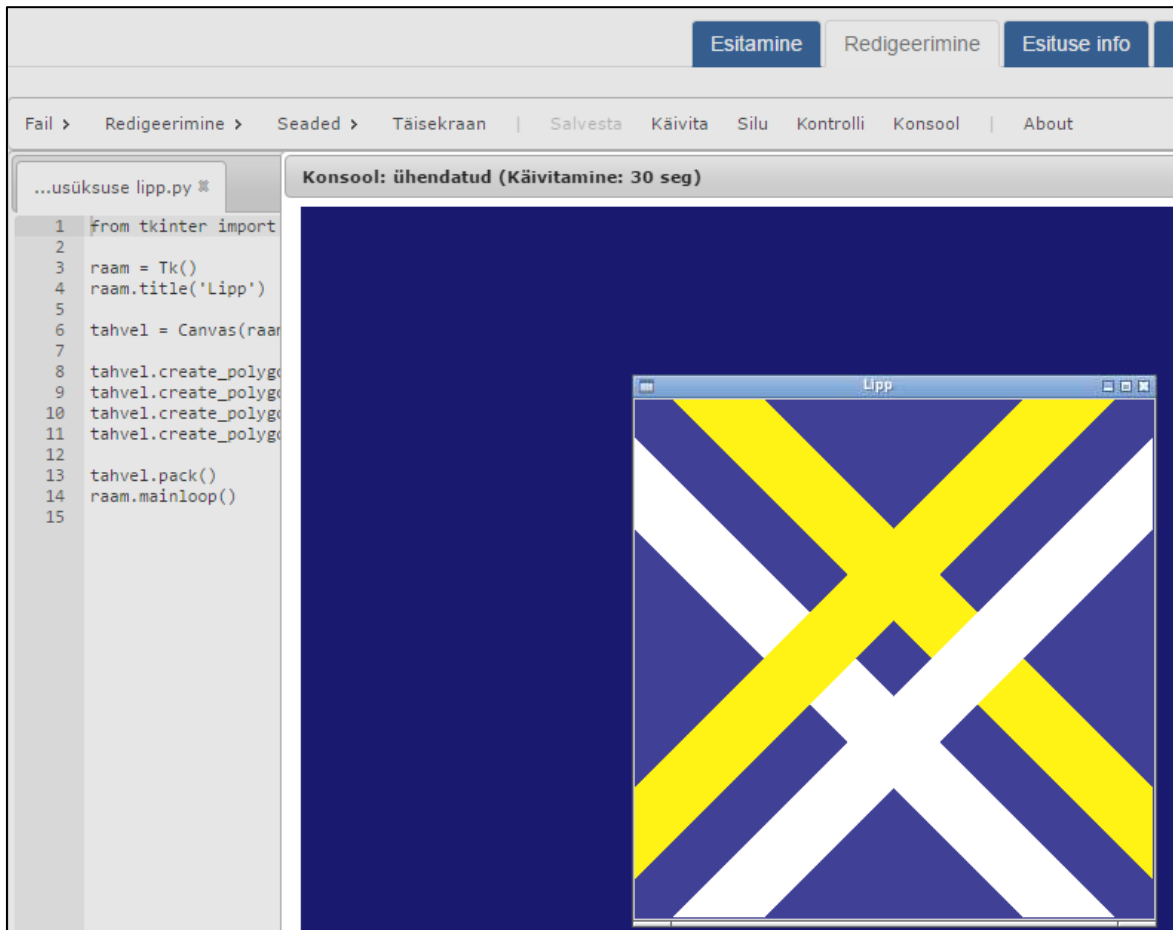 Esitamine Redigeerimine Esituse info
Fail > Redigeerimine > Seaded > Täisekraan | Salvesta Käivita Silu Kontrolli Konsool | About
...usüksuse lipp.py
Konsool: ühendatud (Käivitamine: 30 seg)
1 from tkinter import
2
3 raam = Tk()
4 raam.title('Lipp')
5
6 tahvel = Canvas(raam
7
8 tahvel.create_polygo
9 tahvel.create_polygo
10 tahvel.create_polygo
11 tahvel.create_polygo
12
13 tahvel.pack()
14 raam.mainloop()
15
Lipp